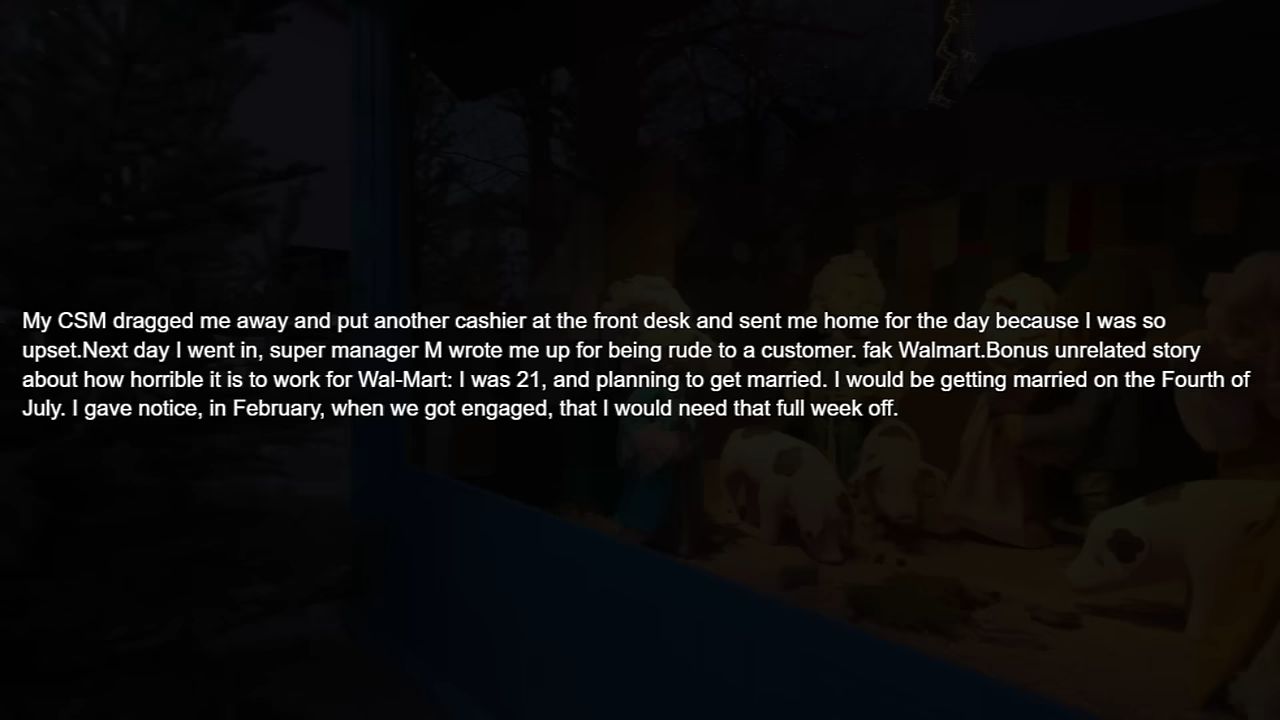 My CSM dragged me away and put another cashier at the front desk and sent me home for the day because I was so
upset.Next day I went in, super manager M wrote me up for being rude to a customer. fak Walmart.Bonus unrelated story
about how horrible it is to work for Wal-Mart: I was 21, and planning to get married. I would be getting married on the Fourth of
July. I gave notice, in February, when we got engaged, that I would need that full week off.